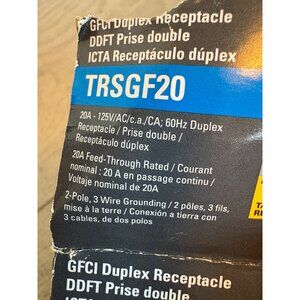 GFCI Duplex Receptacle
DDFT Prise double
ICTA Receptáculo dúplex
TRSGF20
20A - 125V/AC/c.a./CA; 60Hz Duplex
Receptacle / Prise double /
Receptáculo dúplex
20A Feed-Through Rated / Courant
nominal : 20 A en passage continu /
Voltaje nominal de 20A
2-Pole, 3 Wire Grounding / 2 pôles, 3 fils,
mise à la terre / Conexión a tierra con
3 cables, de dos polos
GFCI Duplex Receptacle
DDFT Prise double